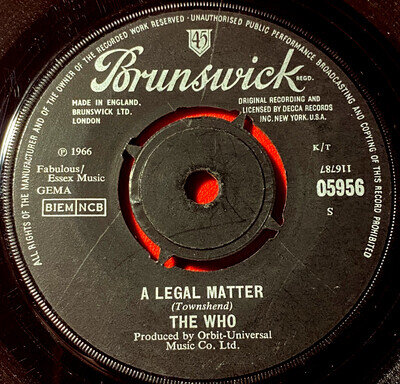 ALL RIGHTS OF THE MANUFACTURER AND OF THE OWNER OF THE RECORDED WORK RESERVED · UNAUTHORISED PUBLIC PERFORMANCE BROADCASTING AND COPYING OF THIS RECORD PROHIBITED
45
Brunswick
REGD.
MADE IN ENGLAND,
BRUNSWICK LTD.
LONDON
ORIGINAL RECORDING AND
LICENSED BY DECCA RECORDS
INC. NEW YORK. U.S.A.
℗ 1966
Fabulous/
Essex Music
GEMA
BIEM NCB
K/T
116787
05956
S
A LEGAL MATTER
(Townshend)
THE WHO
Produced by Orbit-Universal
Music Co. Ltd.